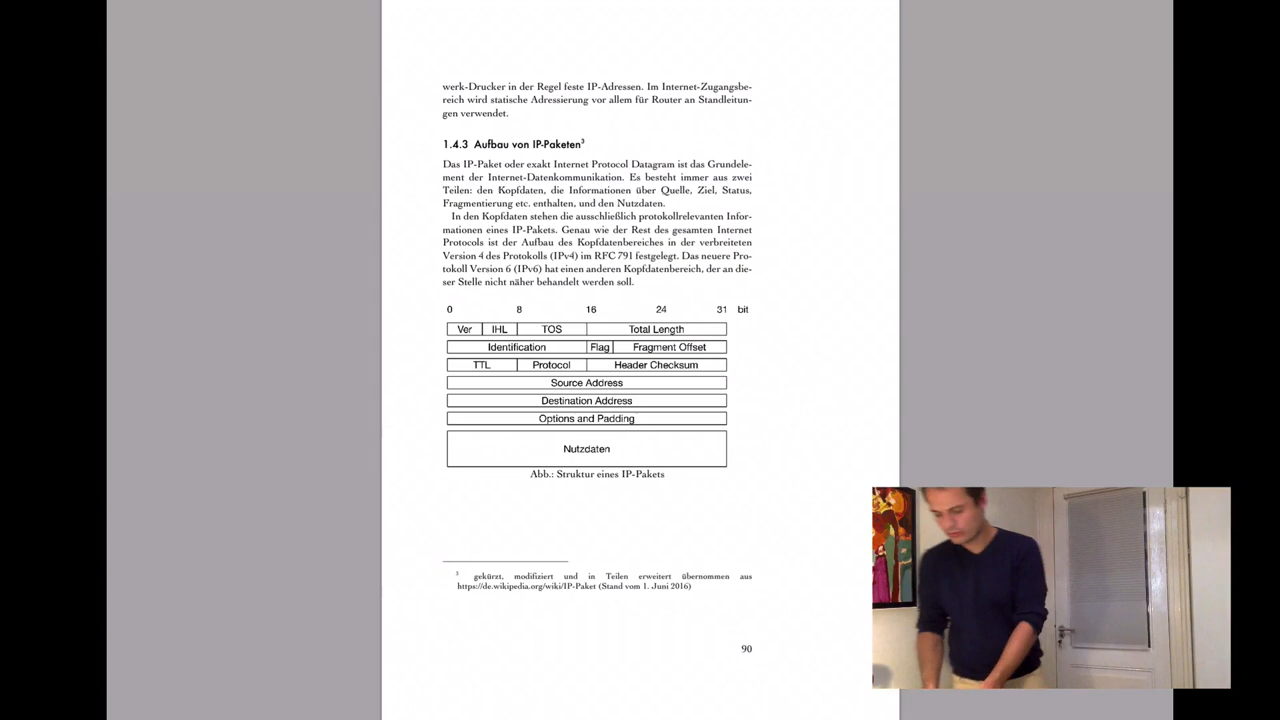 werk-Drucker in der Regel feste IP-Adressen. Im Internet-Zugangsbe-
reich wird statische Adressierung vor allem für Router an Standleitun-
gen verwendet.
1.4.3 Aufbau von IP-Paketen³
Das IP-Paket oder exakt Internet Protocol Datagram ist das Grundele-
ment der Internet-Datenkommunikation. Es besteht immer aus zwei
Teilen: den Kopfdaten, die Informationen über Quelle, Ziel, Status,
Fragmentierung etc. enthalten, und den Nutzdaten.
In den Kopfdaten stehen die ausschließlich protokollrelevanten Infor-
mationen eines IP-Pakets. Genau wie der Rest des gesamten Internet
Protocols ist der Aufbau des Kopfdatenbereiches in der verbreiteten
Version 4 des Protokolls (IPv4) im RFC 791 festgelegt. Das neuere Pro-
tokoll Version 6 (IPv6) hat einen anderen Kopfdatenbereich, der an die-
ser Stelle nicht näher behandelt werden soll.
0 8 16 24 31 bit
Ver IHL TOS Total Length
Identification Flag Fragment Offset
TTL Protocol Header Checksum
Source Address
Destination Address
Options and Padding
Nutzdaten
Abb.: Struktur eines IP-Pakets
³ gekürzt, modifiziert und in Teilen erweitert übernommen aus
https://de.wikipedia.org/wiki/IP-Paket (Stand vom 1. Juni 2016)
90